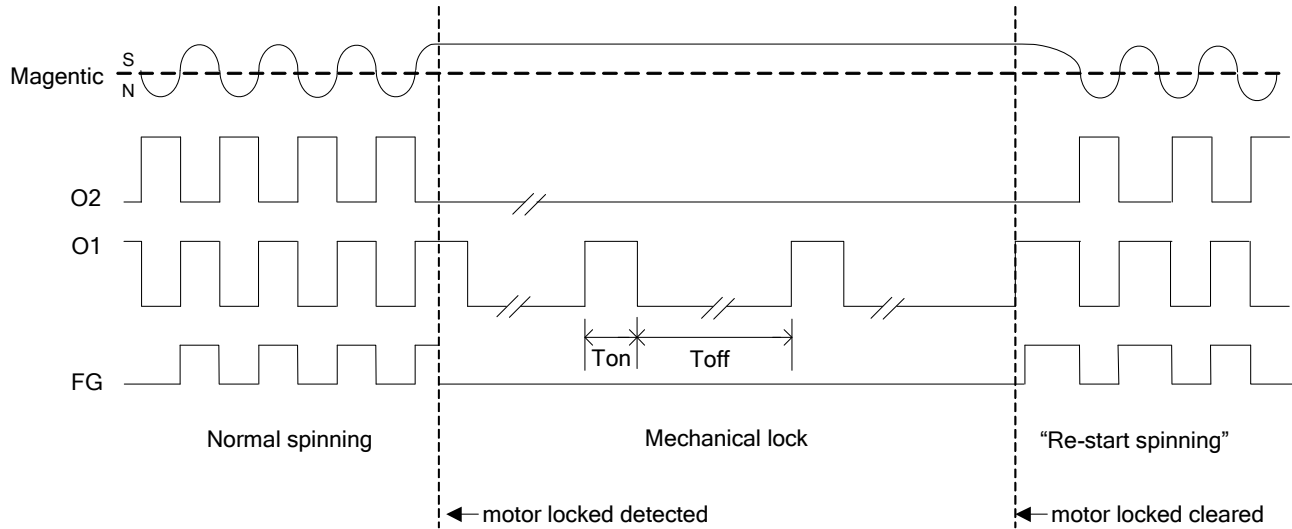 S
Magentic
N
O2
O1
Ton
Toff
FG
Normal spinning
Mechanical lock
“Re-start spinning”
motor locked detected
motor locked cleared